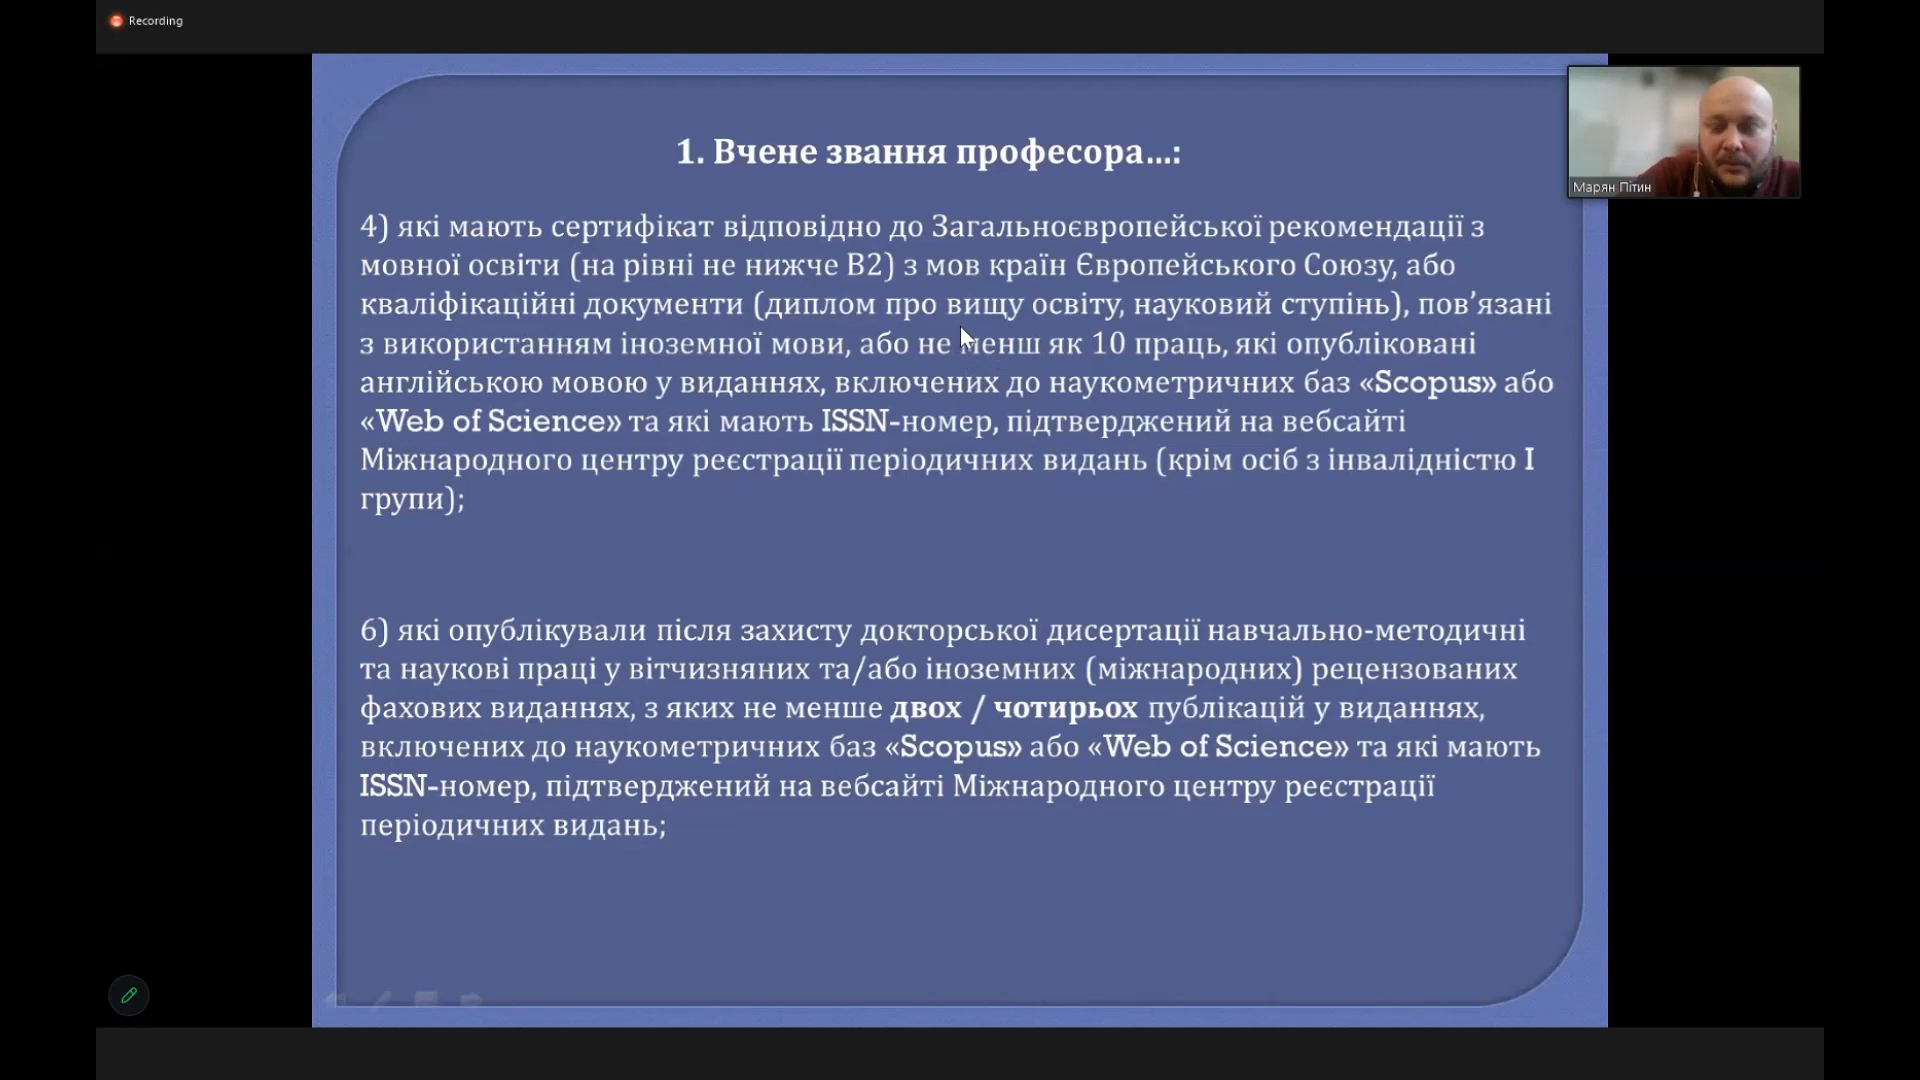 Recording
1. Вчене звання професора...:
Марян Пітин
4) які мають сертифікат відповідно до Загальноєвропейської рекомендації з
мовної освіти (на рівні не нижче В2) з мов країн Європейського Союзу, або
кваліфікаційні документи (диплом про вищу освіту, науковий ступінь), пов’язані
з використанням іноземної мови, або не менш як 10 праць, які опубліковані
англійською мовою у виданнях, включених до наукометричних баз «Scopus» або
«Web of Science» та які мають ISSN-номер, підтверджений на вебсайті
Міжнародного центру реєстрації періодичних видань (крім осіб з інвалідністю I
групи);
6) які опублікували після захисту докторської дисертації навчально-методичні
та наукові праці у вітчизняних та/або іноземних (міжнародних) рецензованих
фахових виданнях, з яких не менше двох / чотирьох публікацій у виданнях,
включених до наукометричних баз «Scopus» або «Web of Science» та які мають
ISSN-номер, підтверджений на вебсайті Міжнародного центру реєстрації
періодичних видань;